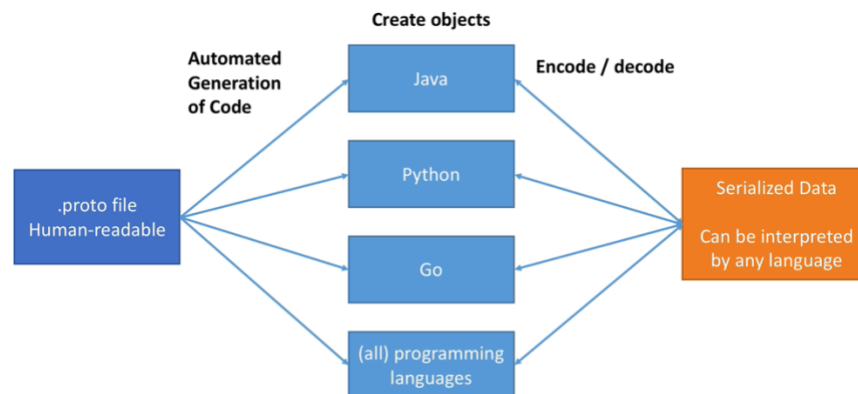 Create objects
Automated
Generation
of Code
Java
Encode / decode
Python
.proto file
Human-readable
Serialized Data
Can be interpreted
by any language
Go
(all) programming
languages